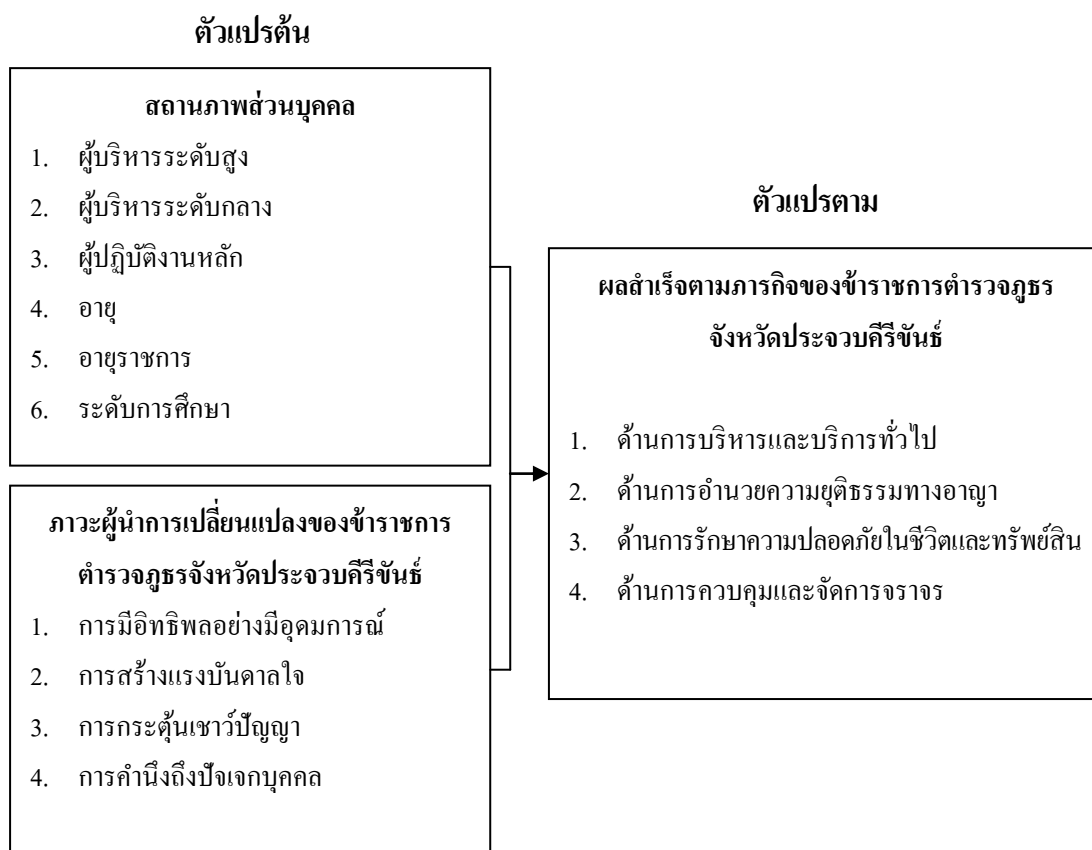 ตัวแปรต้น
สถานภาพส่วนบุคคล
1. ผู้บริหารระดับสูง
2. ผู้บริหารระดับกลาง
3. ผู้ปฏิบัติงานหลัก
4. อายุ
5. อายุราชการ
6. ระดับการศึกษา
ภาวะผู้นำการเปลี่ยนแปลงของข้าราชการ
ตำรวจภูธรจังหวัดประจวบคีรีขันธ์
1. การมีอิทธิพลอย่างมีอุดมการณ์
2. การสร้างแรงบันดาลใจ
3. การกระตุ้นเชาว์ปัญญา
4. การคำนึงถึงปัจเจกบุคคล
ตัวแปรตาม
ผลสำเร็จตามภารกิจของข้าราชการตำรวจภูธร
จังหวัดประจวบคีรีขันธ์
1. ด้านการบริหารและบริการทั่วไป
2. ด้านการอำนวยความยุติธรรมทางอาญา
3. ด้านการรักษาความปลอดภัยในชีวิตและทรัพย์สิน
4. ด้านการควบคุมและจัดการจราจร